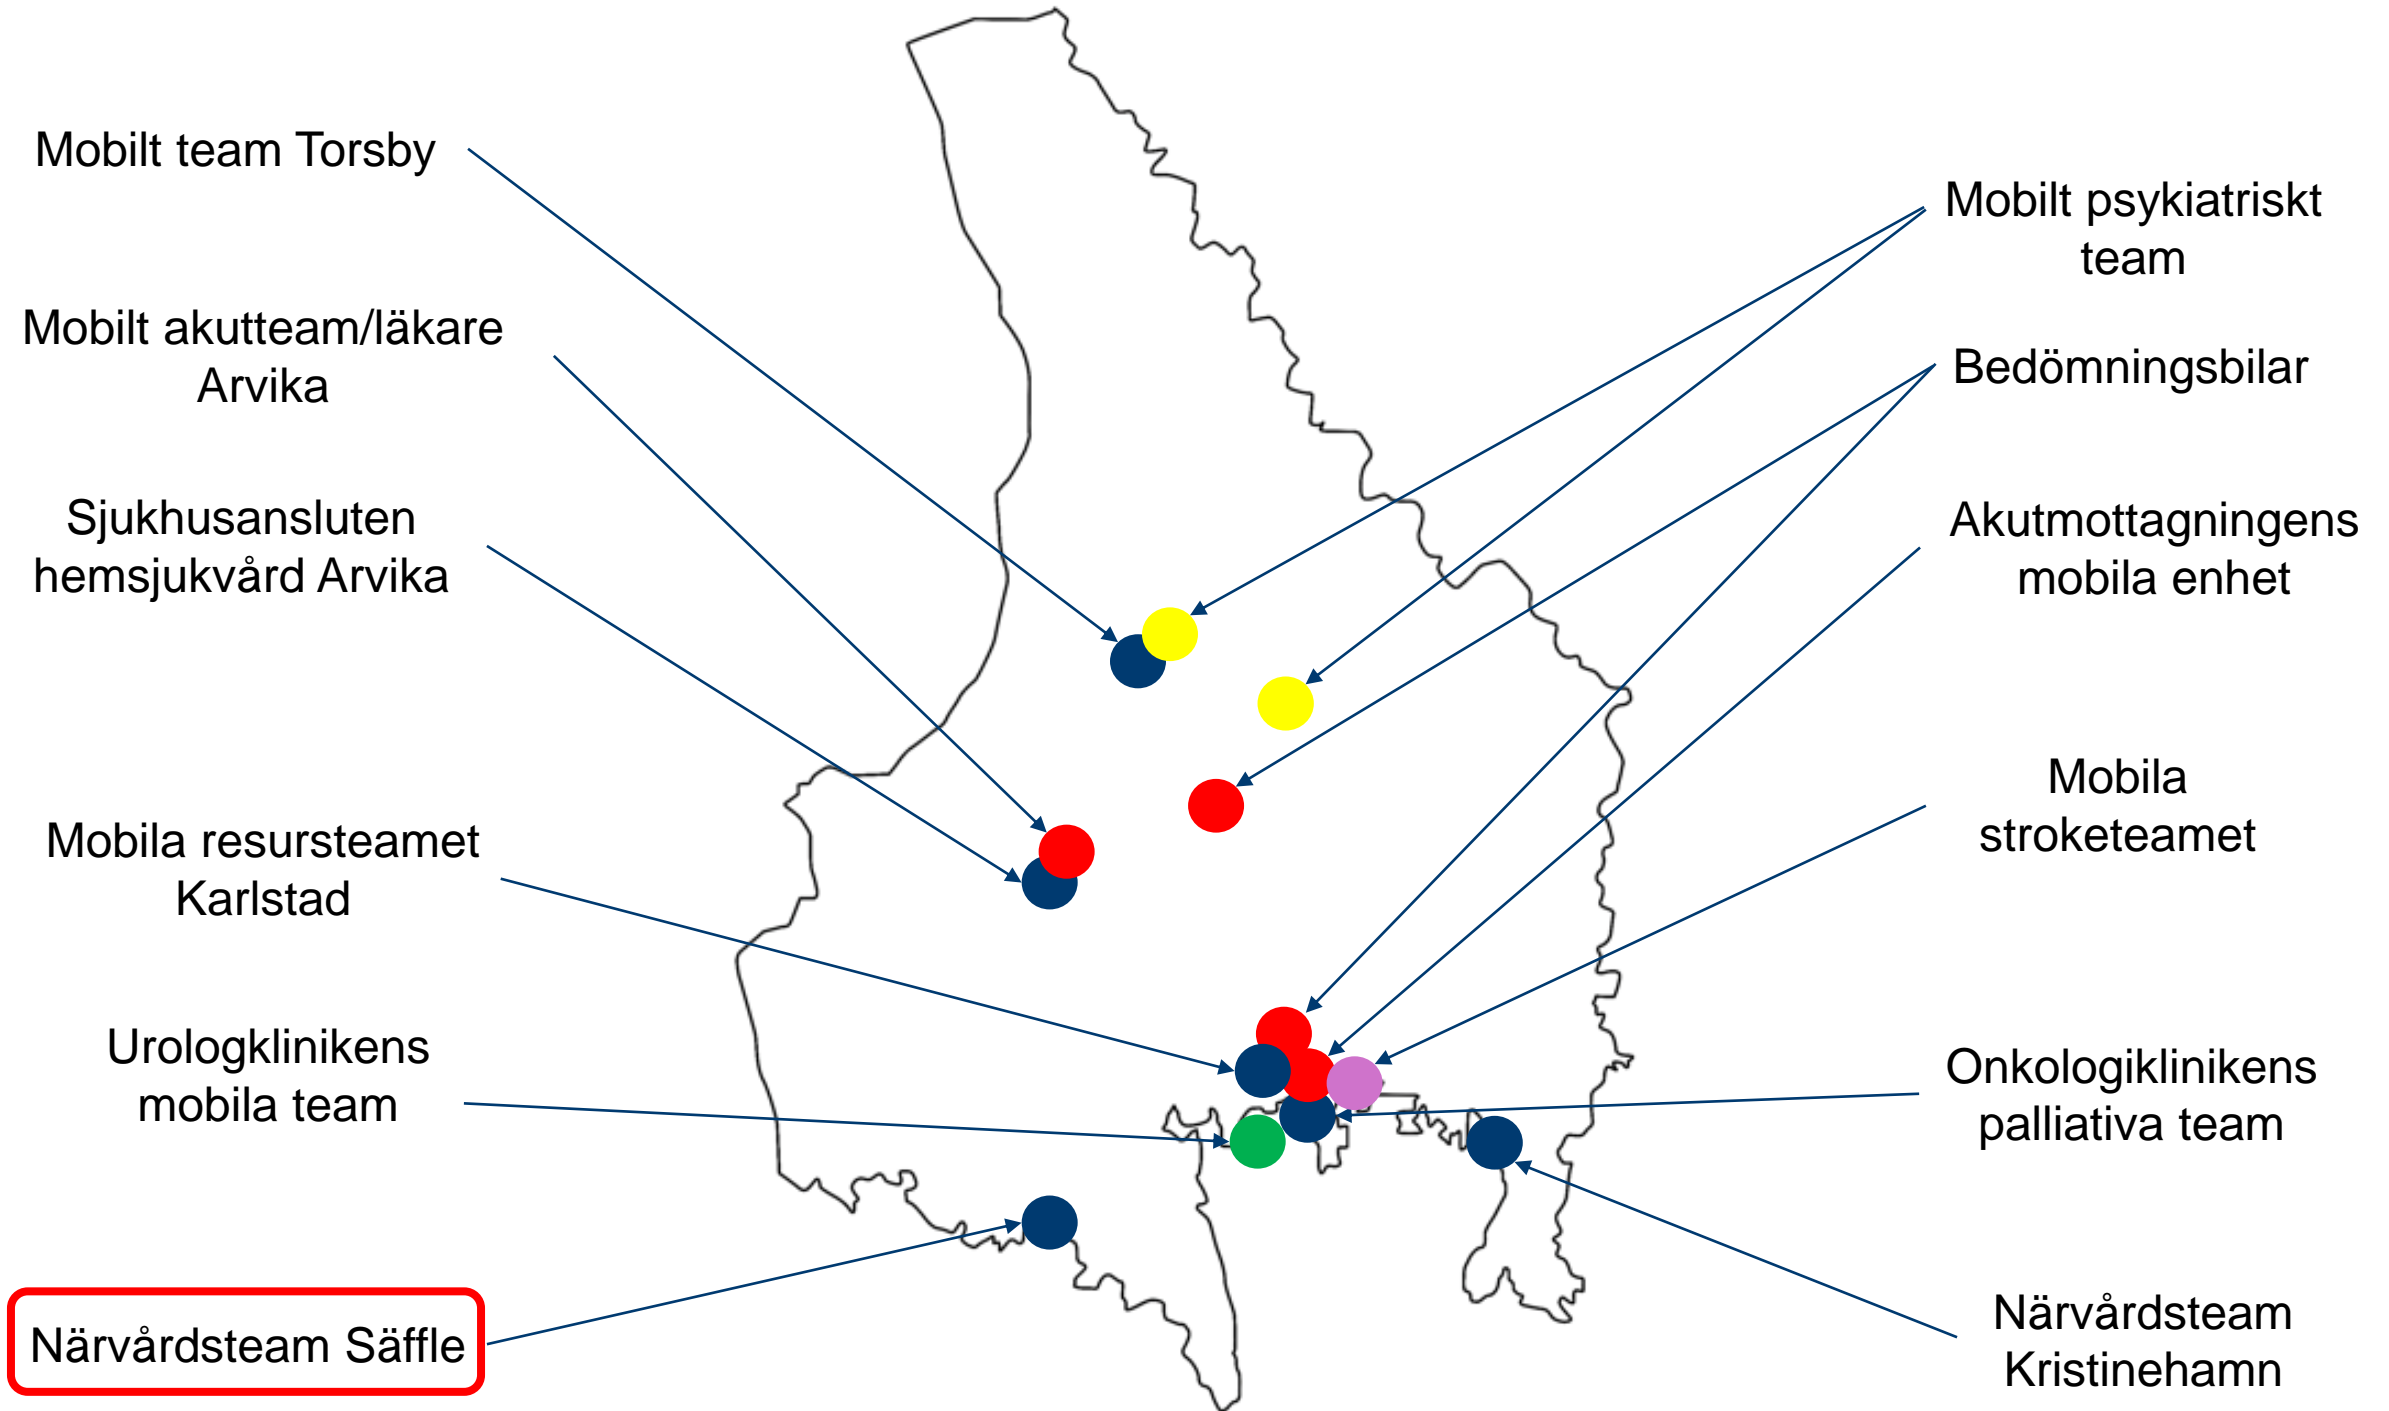 Mobilt team Torsby
Mobilt akutteam/läkare
Arvika
Sjukhusansluten
hemsjukvård Arvika
Mobila resursteamet
Karlstad
Urologklinikens
mobila team
Närvårdsteam Säffle
Mobilt psykiatriskt
team
Bedömningsbilar
Akutmottagningens
mobila enhet
Mobila
stroketeamet
Onkologiklinikens
palliativa team
Närvårdsteam
Kristinehamn